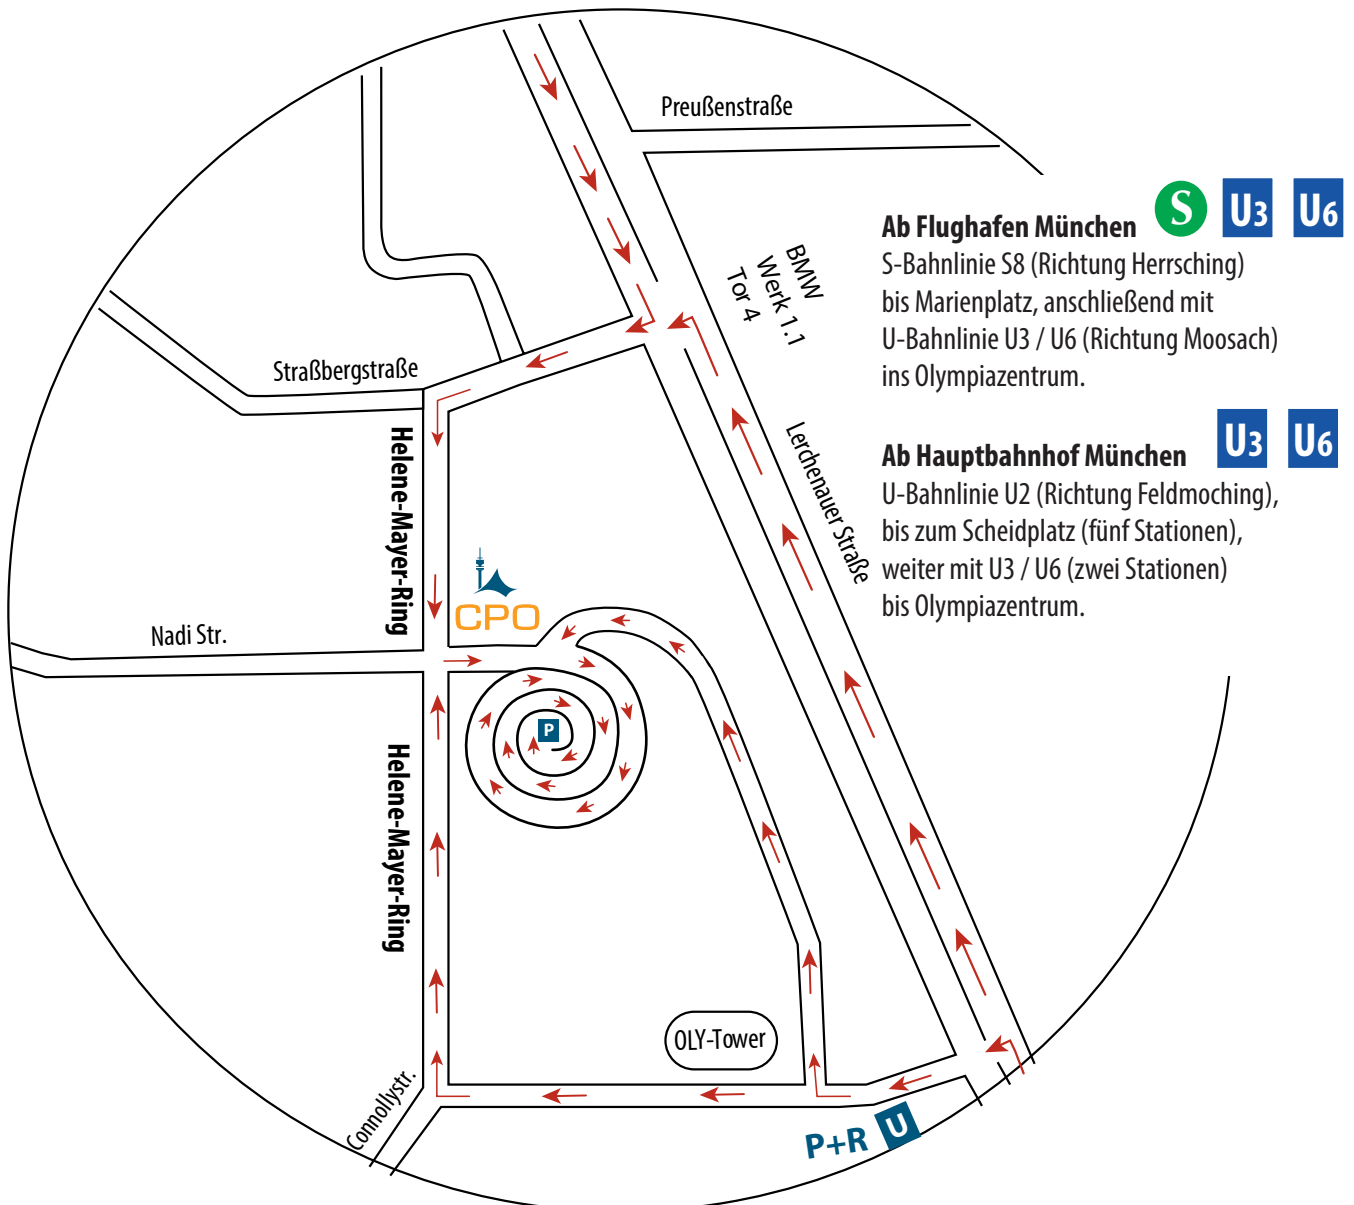 Preußenstraße
Ab Flughafen München S U3 U6
S-Bahnlinie S8 (Richtung Herrsching)
bis Marienplatz, anschließend mit
U-Bahnlinie U3 / U6 (Richtung Moosach)
ins Olympiazentrum.
BMW
Werk 1.1
Tor 4
Straßbergstraße
Ab Hauptbahnhof München U3 U6
U-Bahnlinie U2 (Richtung Feldmoching),
bis zum Scheidplatz (fünf Stationen),
weiter mit U3 / U6 (zwei Stationen)
bis Olympiazentrum.
Lerchenauer Straße
Helene-Mayer-Ring
CPO
Nadi Str.
P
Helene-Mayer-Ring
OLY-Tower
Connollystr.
P+R U